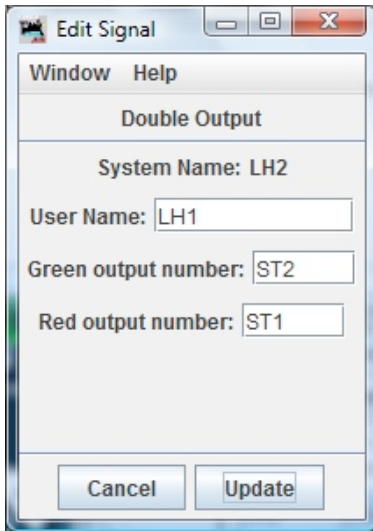 Edit Signal
Window Help
Double Output
System Name: LH2
User Name: LH1
Green output number: ST2
Red output number: ST1
Cancel Update